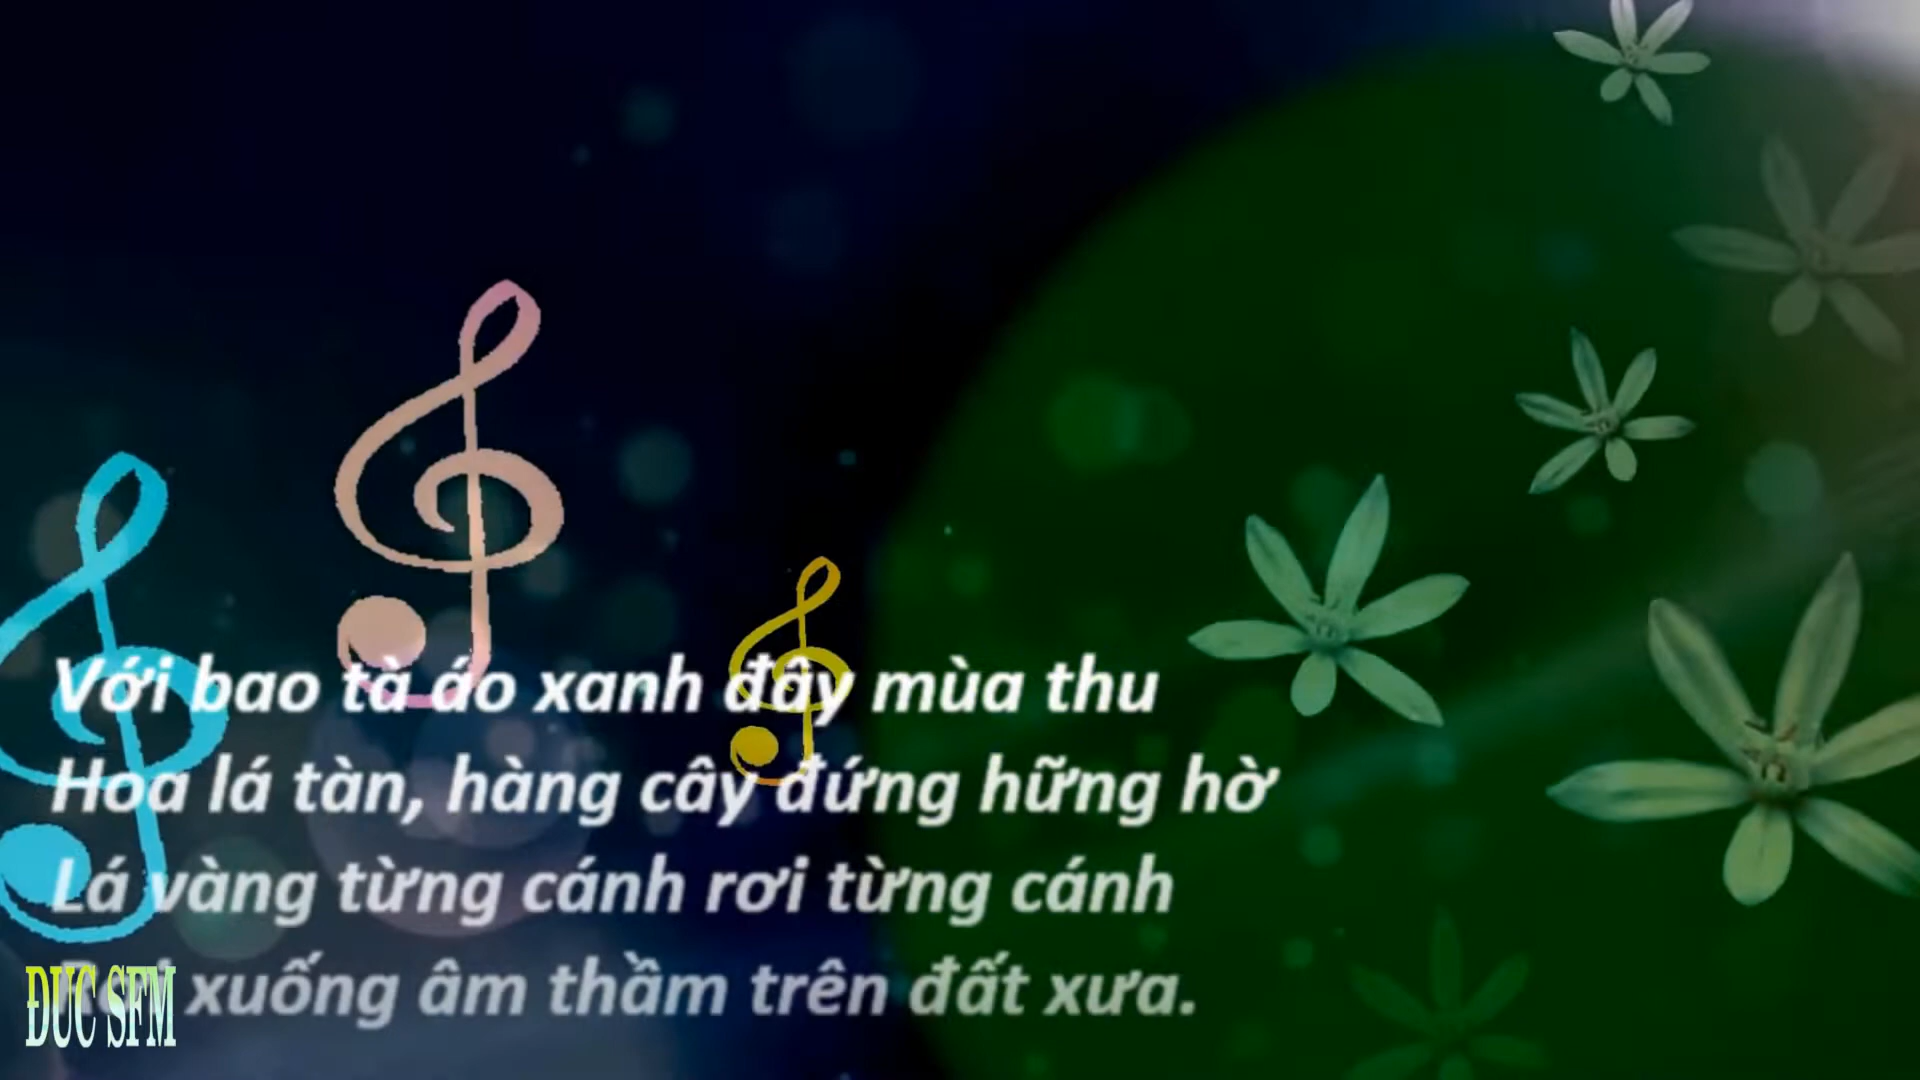 Với bao tà áo xanh đây mùa thu
Hoa lá tàn, hàng cây đứng hững hờ
Lá vàng từng cánh rơi từng cánh
xuống âm thầm trên đất xưa.
ĐUC SFM